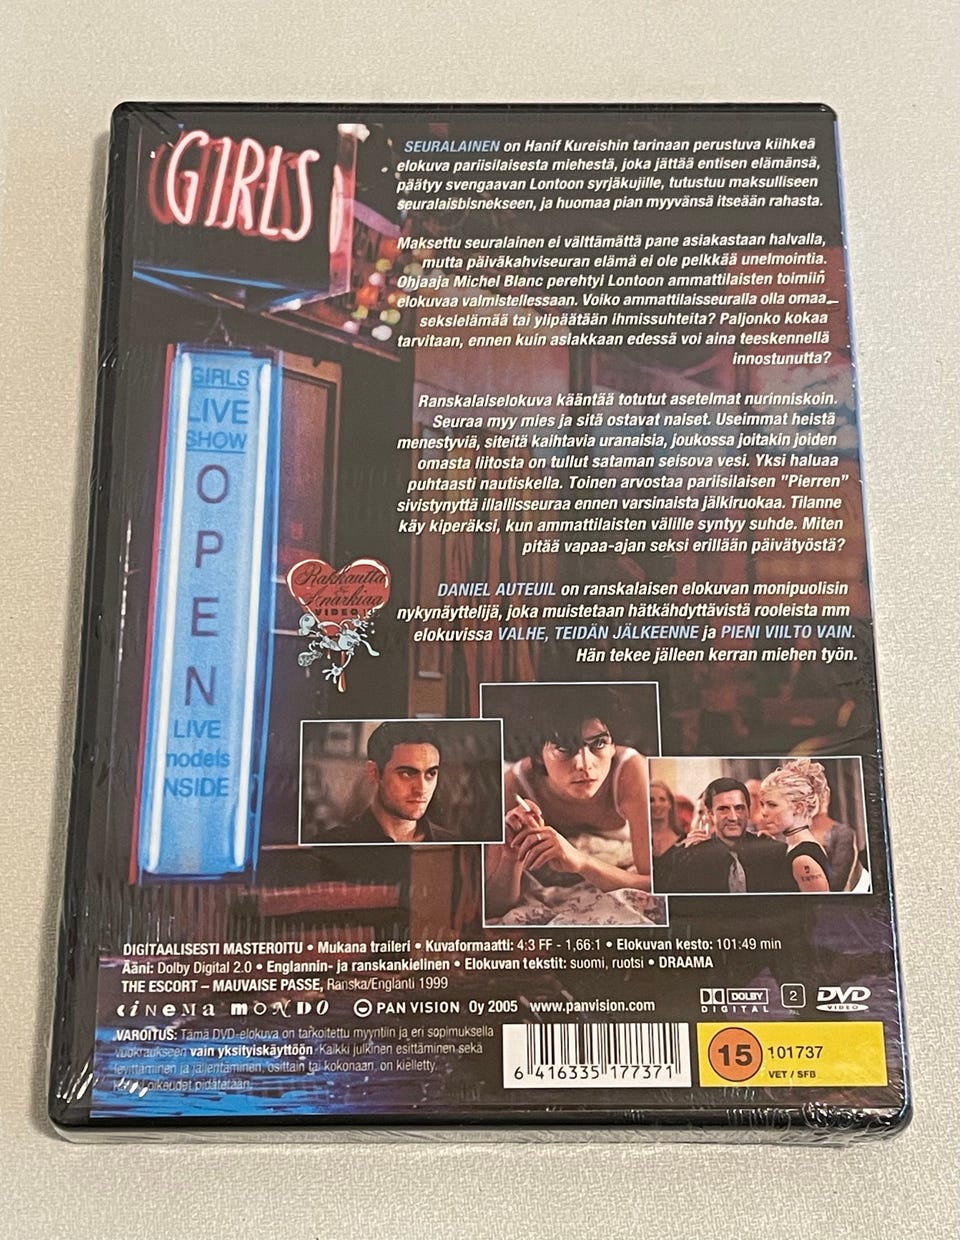 GIRLS
SEURALAINEN on Hanif Kureishin tarinaan perustuva kiihkeä
elokuva pariisilaisesta miehestä, joka jättää entisen elämänsä,
päätyy svengaavan Lontoon syrjäkujille, tutustuu maksulliseen
seuralaisbisnekseen, ja huomaa pian myyvänsä itseään rahasta.
Maksettu seuralainen ei välttämättä pane asiakastaan halvalla,
mutta päiväkahviseuran elämä ei ole pelkkää unelmointia.
Ohjaaja Michel Blanc perehtyi Lontoon ammattilaisten toimiin
elokuvaa valmistellessaan. Voiko ammattilaisseuralla olla omaa
sekslelämää tai ylipäätään ihmissuhteita? Paljonko kokaa
tarvitaan, ennen kuin asiakkaan edessä voi aina teeskennellä
innostunutta?
Ranskalaiselokuva kääntää totutut asetelmat nurinniskoin.
Seuraa myy mies ja sitä ostavat naiset. Useimmat heistä
menestyviä, siteitä kaihtavia uranaisia, joukossa joitakin joiden
omasta liitosta on tullut sataman seisova vesi. Yksi haluaa
puhtaasti nautiskella. Toinen arvostaa pariisilaisen "Pierren"
sivistynyttä illallisseuraa ennen varsinaista jälkiruokaa. Tilanne
käy kiperäksi, kun ammattilaisten välille syntyy suhde. Miten
pitää vapaa-ajan seksi erillään päivätyöstä?
DANIEL AUTEUIL on ranskalaisen elokuvan monipuolisin
nykynäyttelijä, joka muistetaan hätkähdyttävistä rooleista mm
elokuvissa VALHE, TEIDÄN JÄLKEENNE ja PIENI VIILTO VAIN.
Hän tekee jälleen kerran miehen työn.
GIRLS
LIVE
SHOW
OPEN
LIVE
models
INSIDE
Rakkautta
& Anarkiaa
VIDEO
DIGITAALISESTI MASTEROITU • Mukana traileri • Kuvaformaatti: 4:3 FF - 1,66:1 • Elokuvan kesto: 101:49 min
Ääni: Dolby Digital 2.0 • Englannin- ja ranskankielinen • Elokuvan tekstit: suomi, ruotsi • DRAAMA
THE ESCORT – MAUVAISE PASSE, Ranska/Englanti 1999
CiNeMa moNDO PAN VISION Oy 2005 www.panvision.com
DOLBY DIGITAL 2 PAL DVD VIDEO
VAROITUS: Tämä DVD-elokuva on tarkoitettu myyntiin ja eri sopimuksella
vuokraukseen vain yksityiskäyttöön. Kaikki julkinen esittäminen sekä
levittäminen ja jäljentäminen, osittain tai kokonaan, on kielletty.
Kaikki oikeudet pidätetään.
6 416335 177371
15 101737
VET / SFB